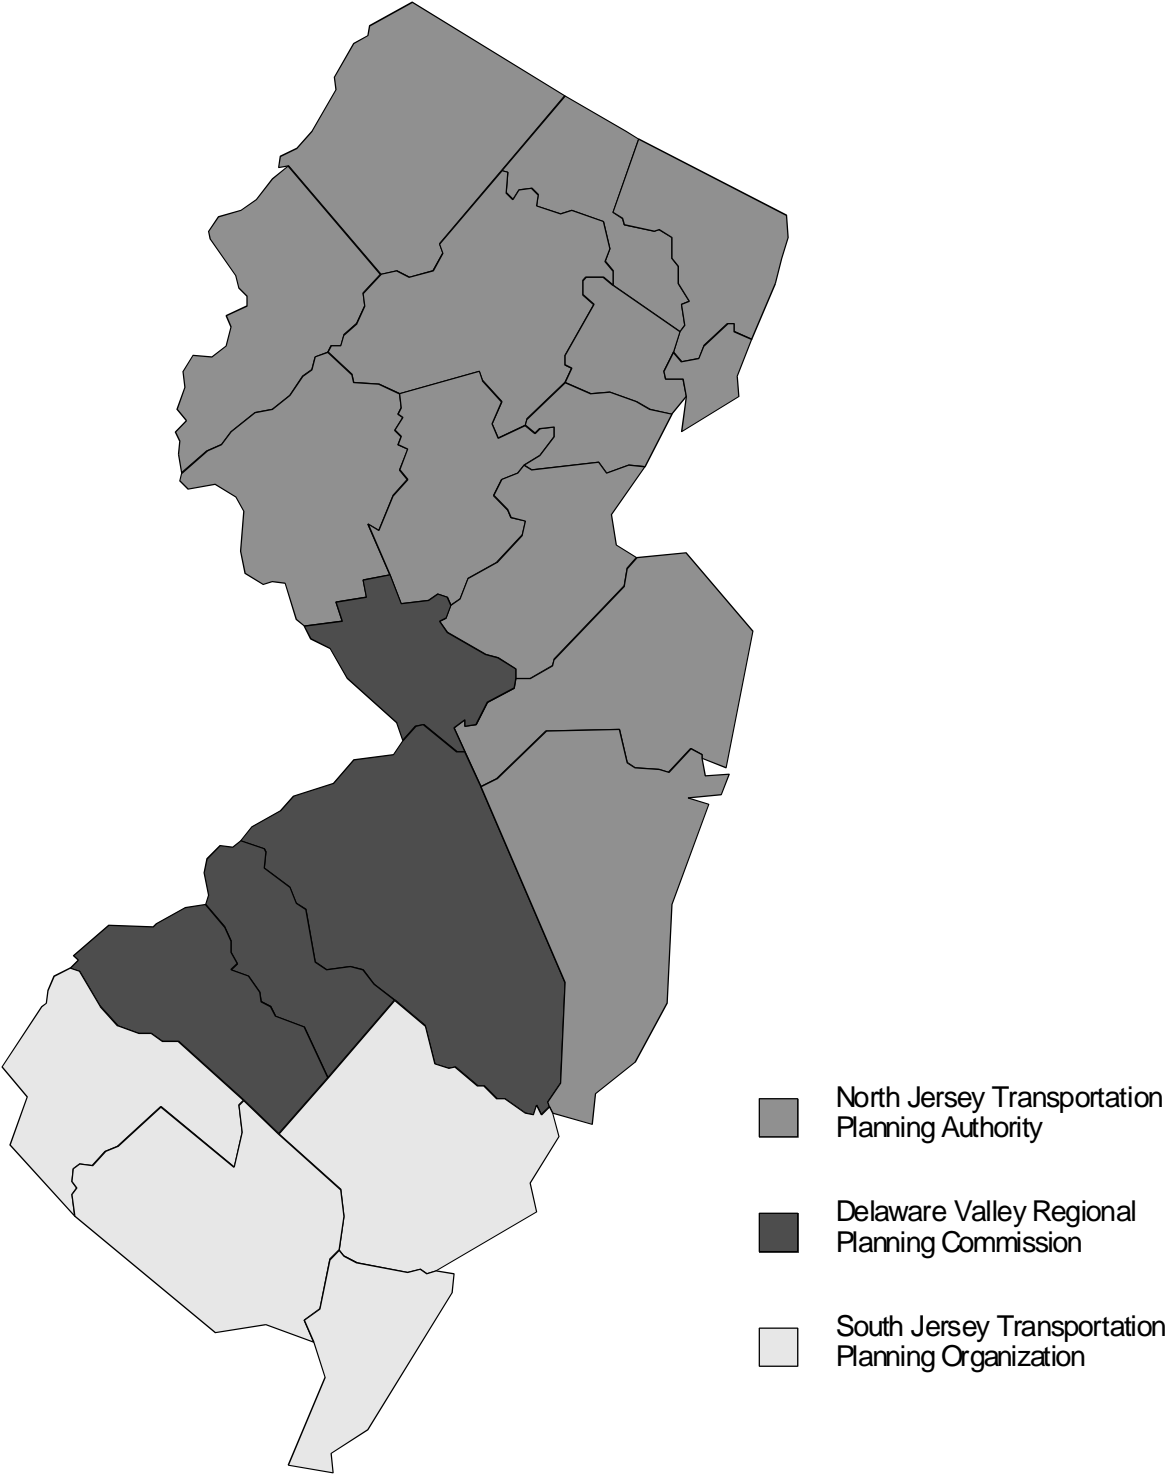 North Jersey Transportation
Planning Authority
Delaware Valley Regional
Planning Commission
South Jersey Transportation
Planning Organization